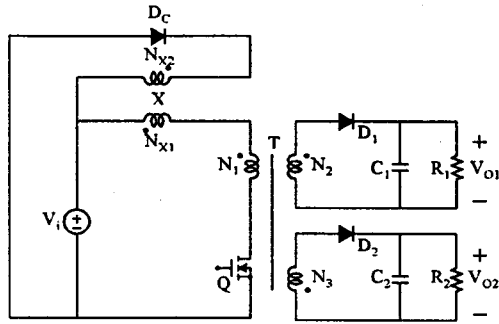 D_C
N_X2
X
N_X1
T
N_1
N_2
D_1
C_1
R_1
+
V_O1
−
V_i
+
−
Q
N_3
D_2
C_2
R_2
+
V_O2
−